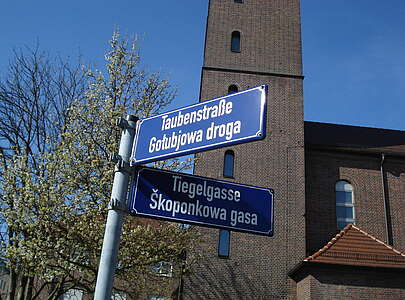 Taubenstraße
Gołubjowa droga
Tiegelgasse
Škoponkowa gasa